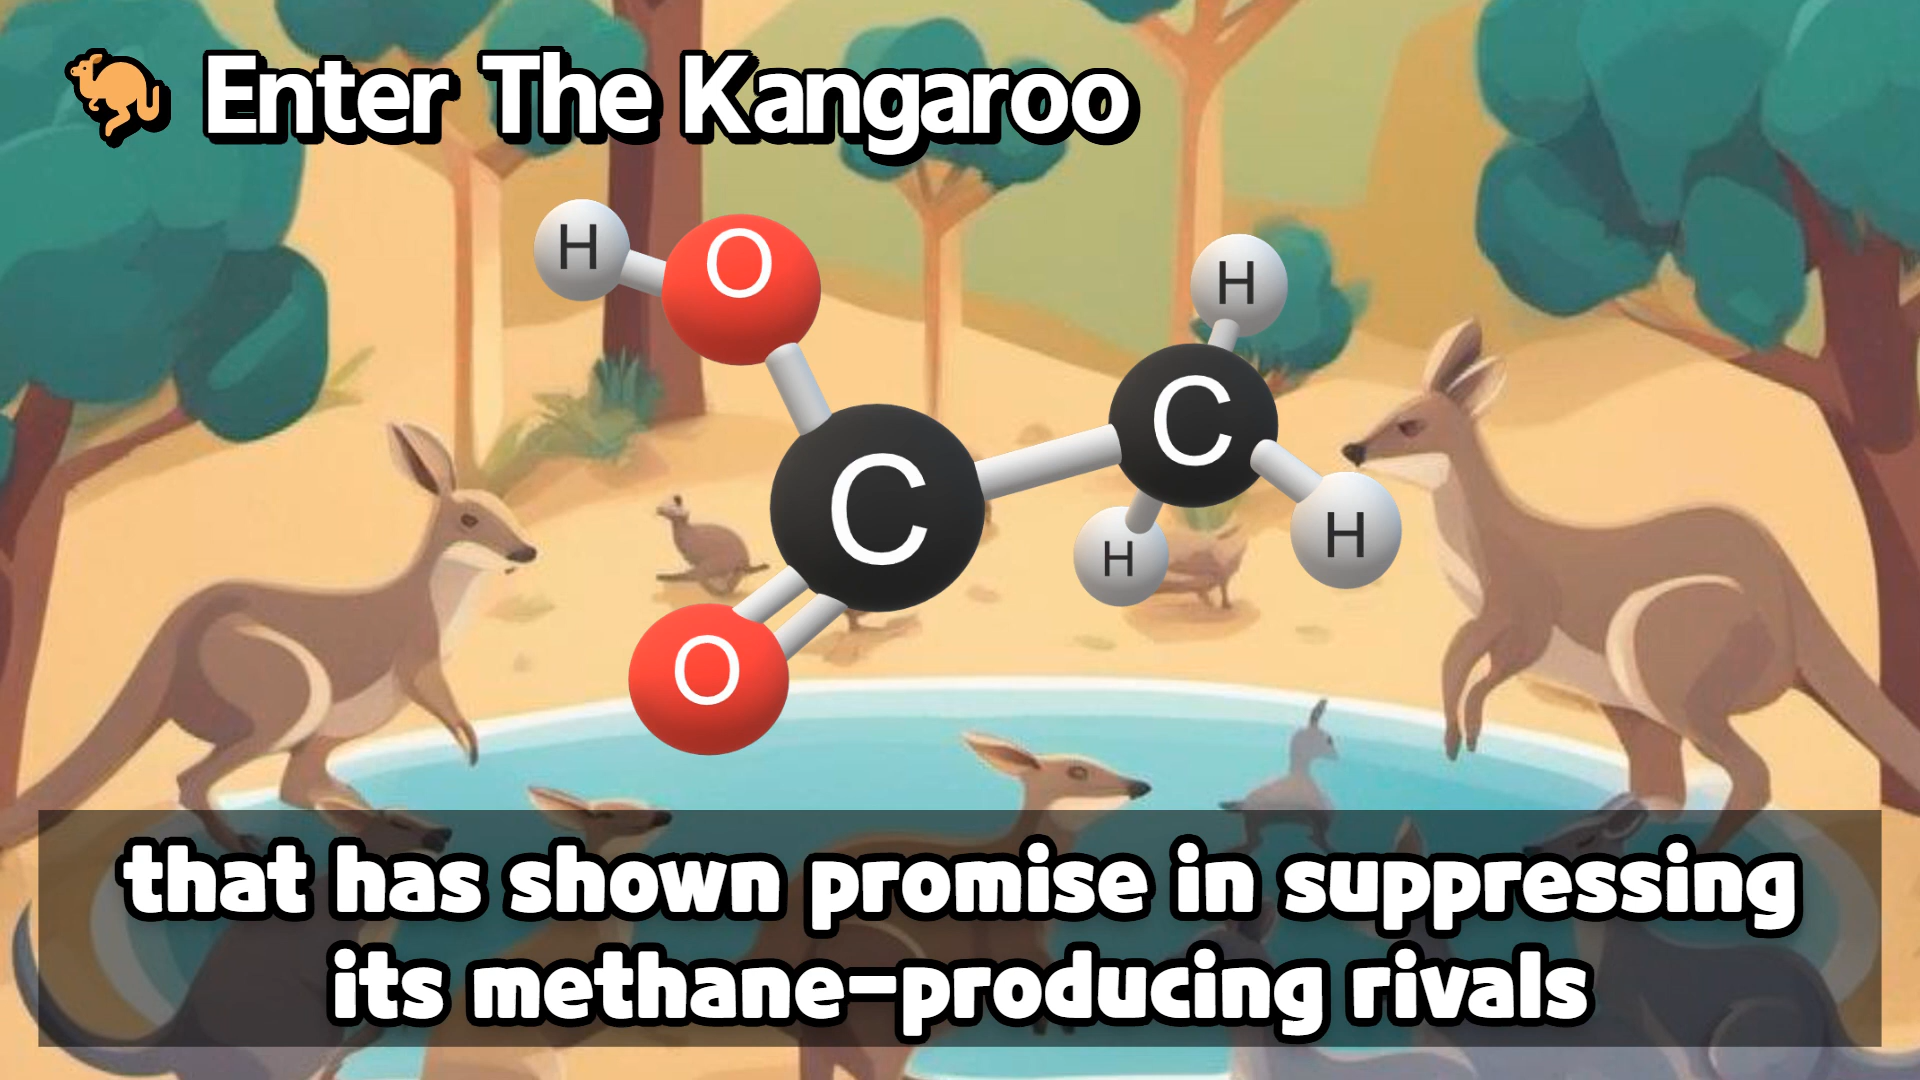 Enter The Kangaroo
H
O
H
C
C
H
H
O
that has shown promise in suppressing
its methane-producing rivals